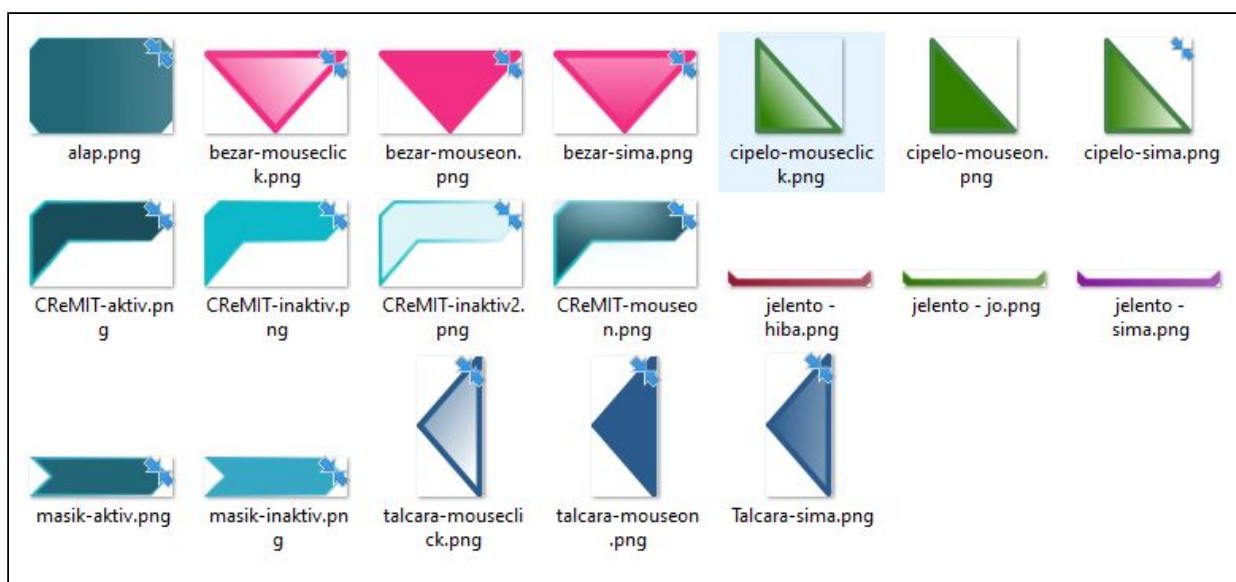 alap.png
bezar-mouseclic
k.png
bezar-mouseon.
png
bezar-sima.png
cipelo-mouseclic
k.png
cipelo-mouseon.
png
cipelo-sima.png
CReMIT-aktiv.pn
g
CReMIT-inaktiv.p
ng
CReMIT-inaktiv2.
png
CReMIT-mouseo
n.png
jelento -
hiba.png
jelento - jo.png
jelento -
sima.png
masik-aktiv.png
masik-inaktiv.pn
g
talcara-mousecli
ck.png
talcara-mouseon
.png
Talcara-sima.png